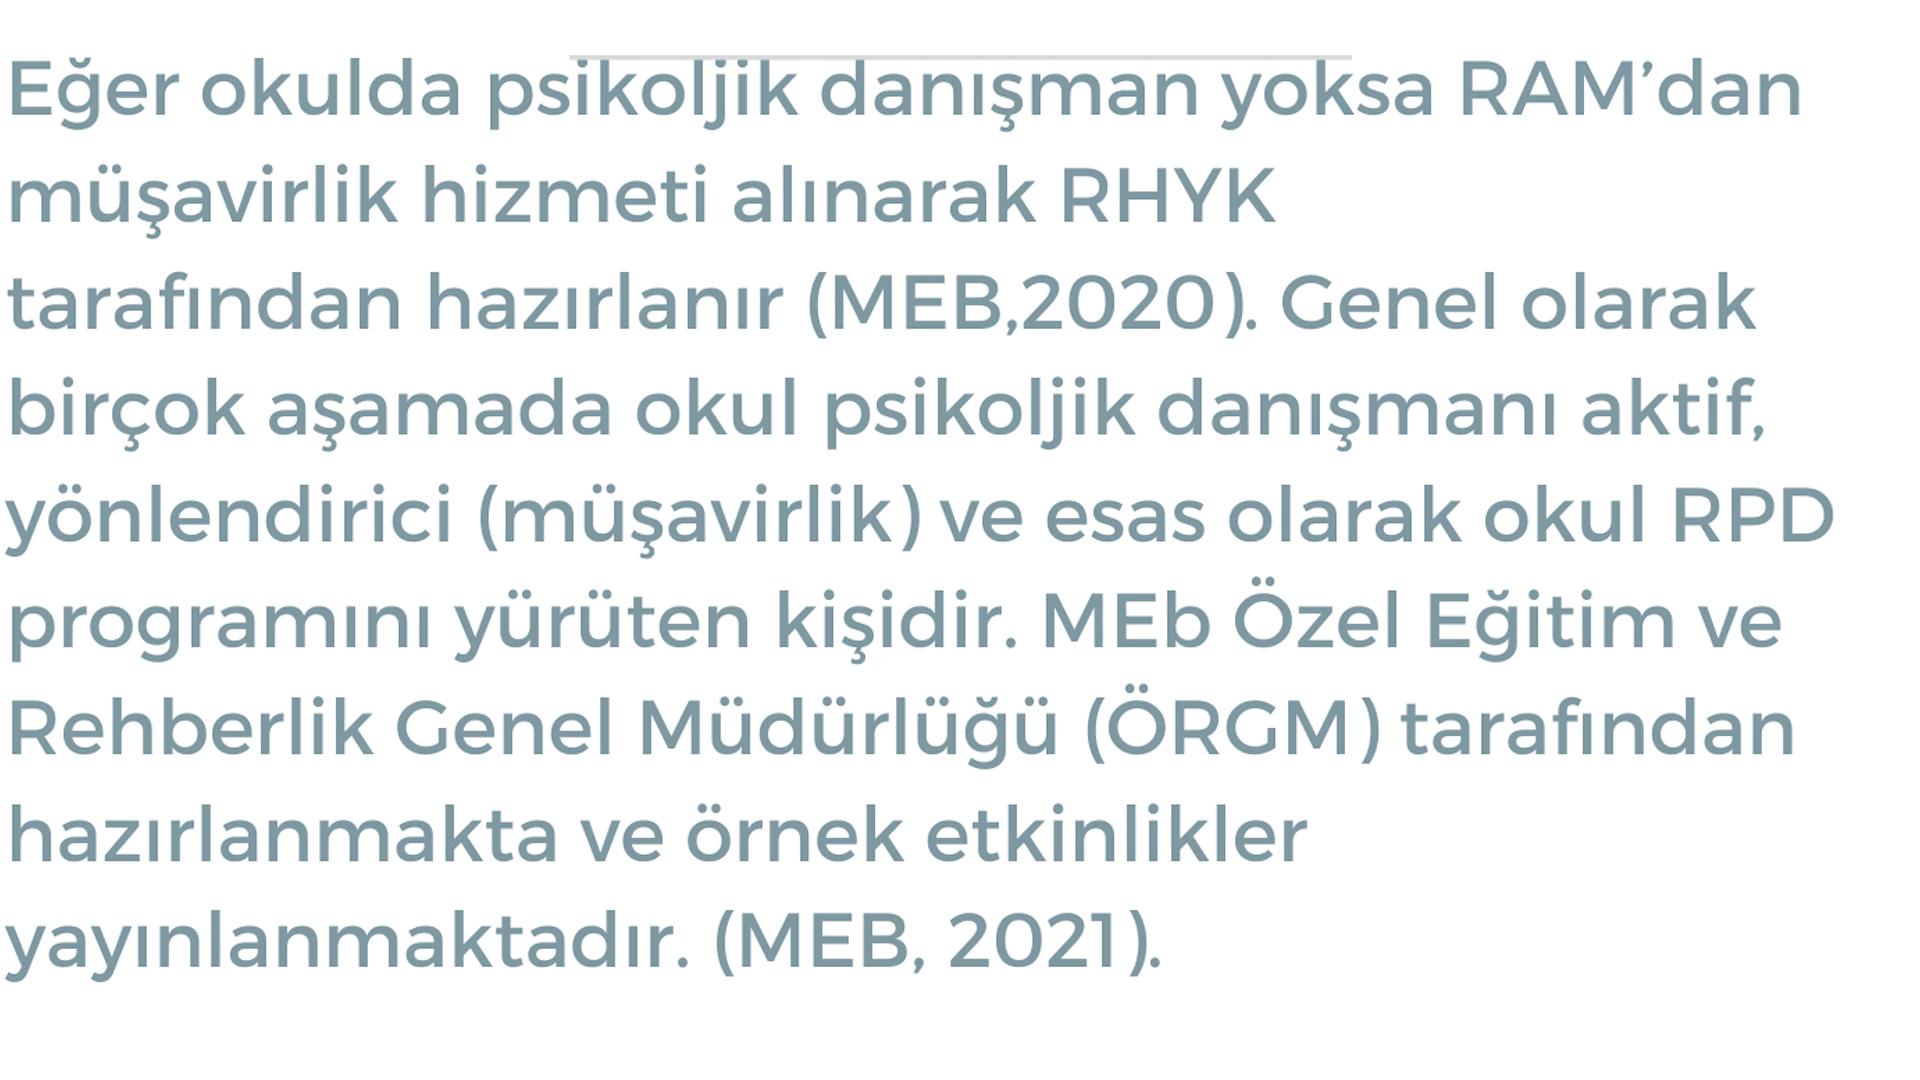 Eğer okulda psikoljik danışman yoksa RAM’dan
müşavirlik hizmeti alınarak RHYK
tarafından hazırlanır (MEB,2020). Genel olarak
birçok aşamada okul psikoljik danışmanı aktif,
yönlendirici (müşavirlik) ve esas olarak okul RPD
programını yürüten kişidir. MEb Özel Eğitim ve
Rehberlik Genel Müdürlüğü (ÖRGM) tarafından
hazırlanmakta ve örnek etkinlikler
yayınlanmaktadır. (MEB, 2021).